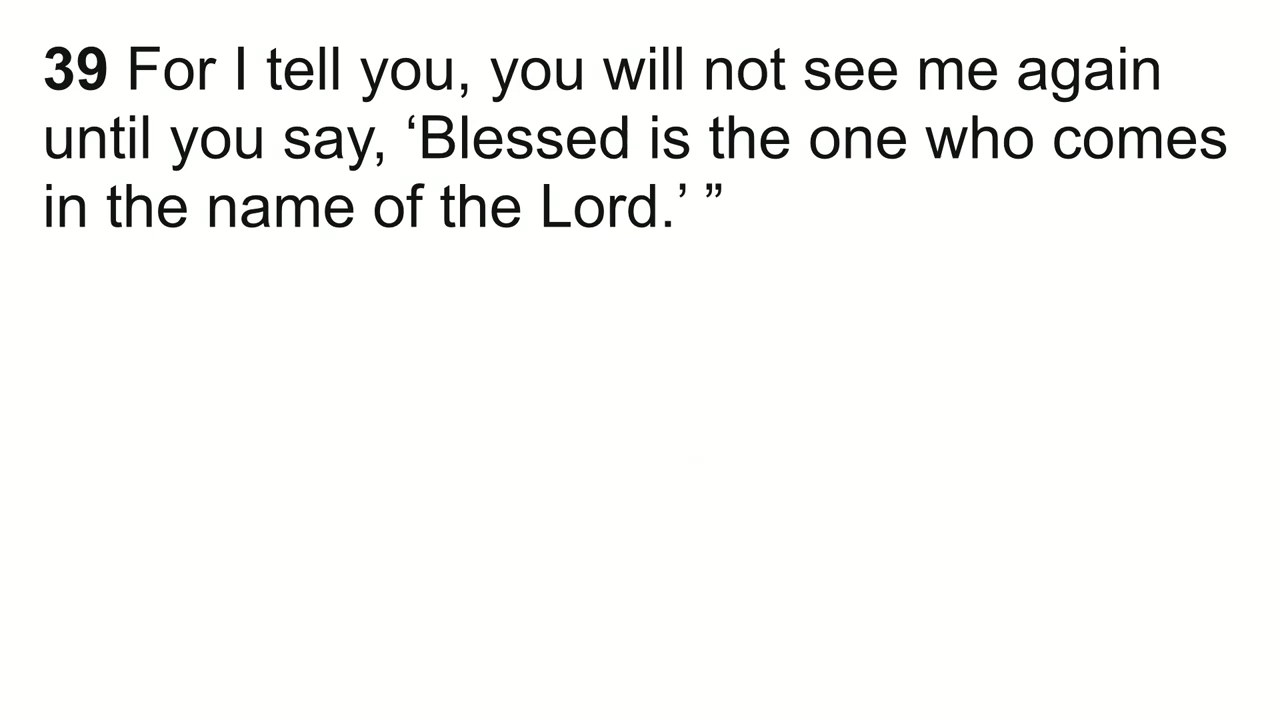 39 For I tell you, you will not see me again
until you say, ‘Blessed is the one who comes
in the name of the Lord.’ ”